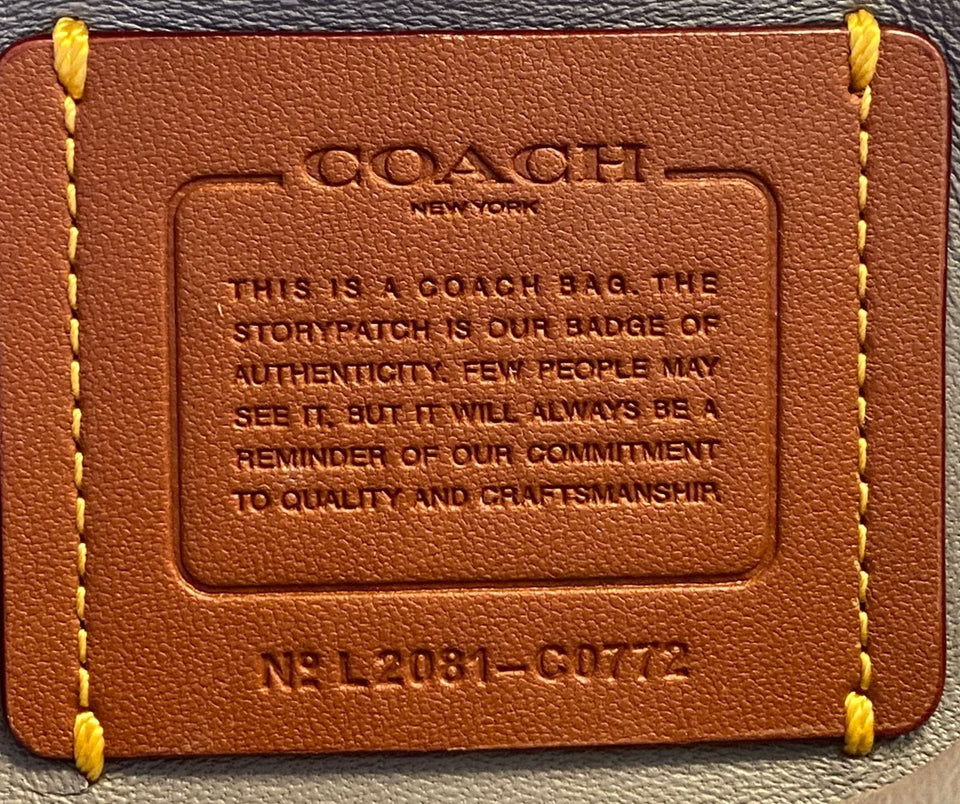 COACH
NEW YORK
THIS IS A COACH BAG. THE
STORYPATCH IS OUR BADGE OF
AUTHENTICITY. FEW PEOPLE MAY
SEE IT, BUT IT WILL ALWAYS BE A
REMINDER OF OUR COMMITMENT
TO QUALITY AND CRAFTSMANSHIP.
Nº L2081-C0772